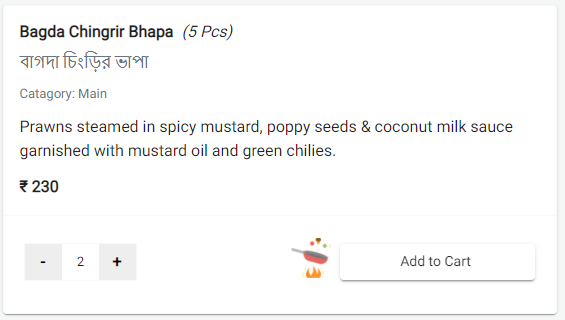 Bagda Chingrir Bhapa (5 Pcs)
বাগদা চিংড়ির ভাপা
Catagory: Main
Prawns steamed in spicy mustard, poppy seeds & coconut milk sauce
garnished with mustard oil and green chilies.
₹ 230
- 2 + Add to Cart